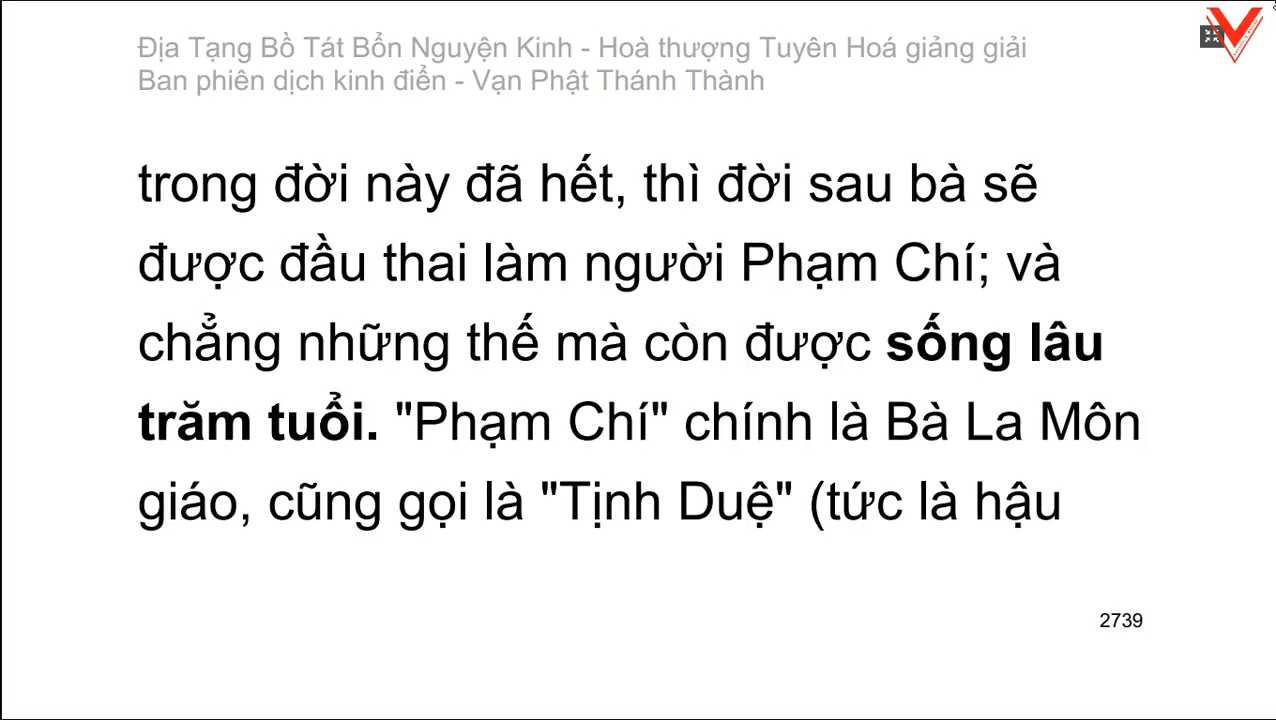 Địa Tạng Bồ Tát Bổn Nguyện Kinh - Hoà thượng Tuyên Hoá giảng giải
Ban phiên dịch kinh điển - Vạn Phật Thánh Thành
trong đời này đã hết, thì đời sau bà sẽ
được đầu thai làm người Phạm Chí; và
chẳng những thế mà còn được sống lâu
trăm tuổi. "Phạm Chí" chính là Bà La Môn
giáo, cũng gọi là "Tịnh Duệ" (tức là hậu
2739